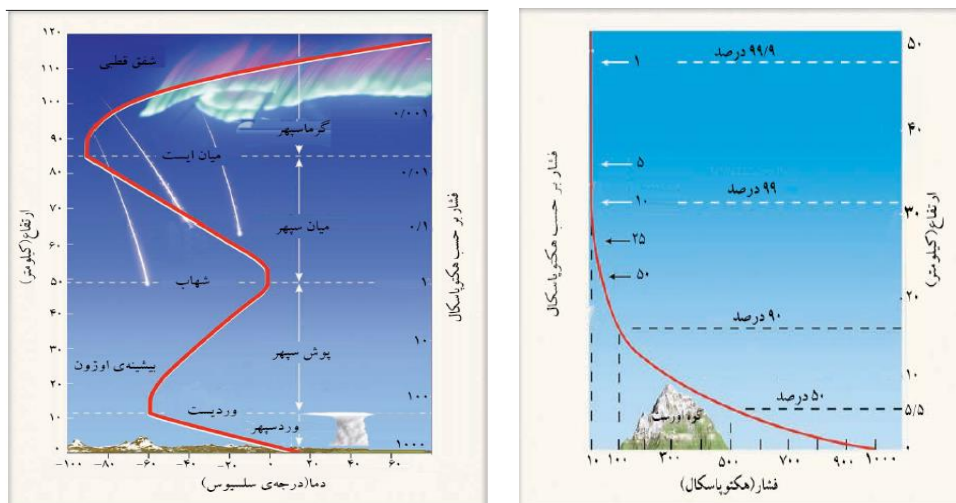 ۱۲۰
۱۱۰
۱۰۰
۹۰
۸۰
۷۰
۶۰
۵۰
۴۰
۳۰
۲۰
۱۰
۰
ارتفاع(کیلومتر)
شفق قطبی
گرماسپهر
میان ایست
میان سپهر
شهاب
پوش سپهر
بیشینه‌ی اوزون
وردیست
وردسپهر
۰/۰۰۱
۰/۰۱
۰/۱
۱
۱۰
۱۰۰
۱۰۰۰
فشار بر حسب هکتوپاسکال
−۱۰۰ −۸۰ −۶۰ −۴۰ −۲۰ ۰ ۲۰ ۴۰ ۶۰
دما(درجه‌ی سلسیوس)
فشار بر حسب هکتوپاسکال
۱
۵
۱۰
۲۵
۵۰
۹۹/۹ درصد
۹۹ درصد
۹۰ درصد
۵۰ درصد
کوه اورست
۵۰
۴۰
۳۰
۲۰
۱۰
۵/۵
۰
ارتفاع(کیلومتر)
۱۰ ۱۰۰ ۳۰۰ ۵۰۰ ۷۰۰ ۹۰۰ ۱۰۰۰
فشار(هکتوپاسکال)